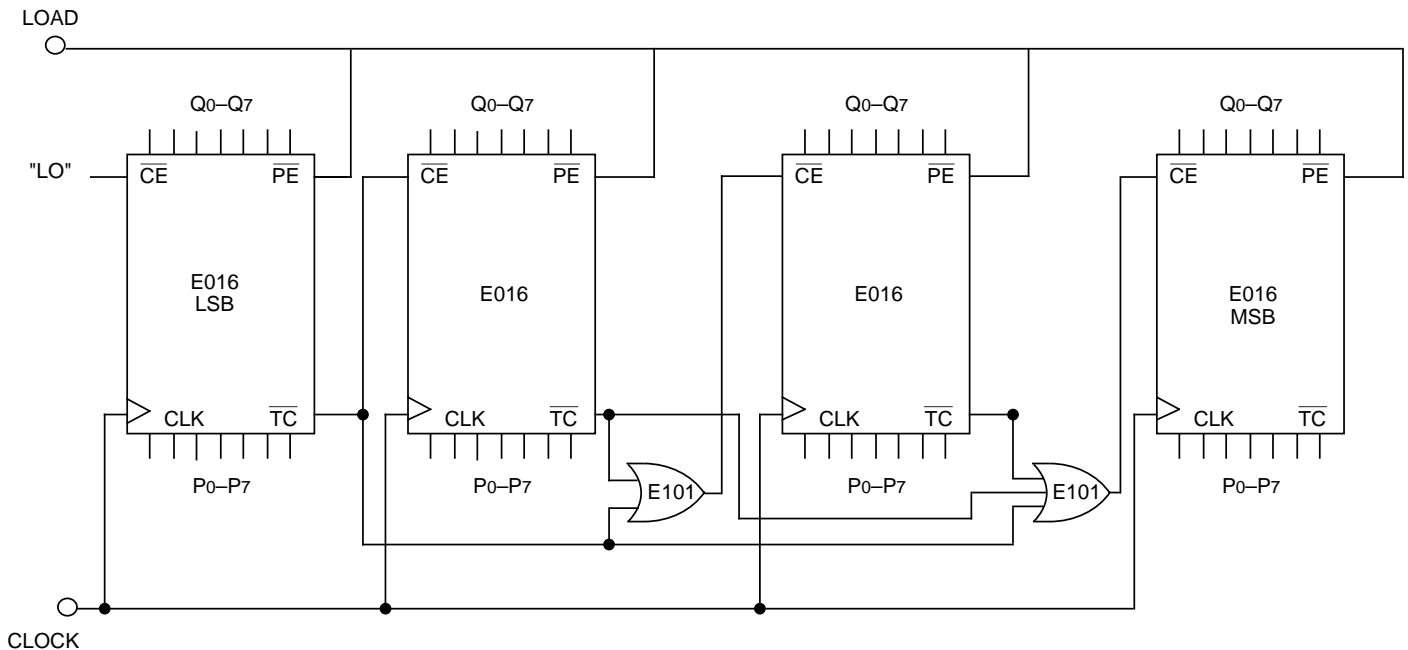 LOAD
Q0–Q7 Q0–Q7 Q0–Q7 Q0–Q7
"LO" CE PE CE PE CE PE CE PE
E016
LSB
E016
E016
E016
MSB
CLK TC CLK TC CLK TC CLK TC
P0–P7 P0–P7 P0–P7 P0–P7
E101 E101
CLOCK